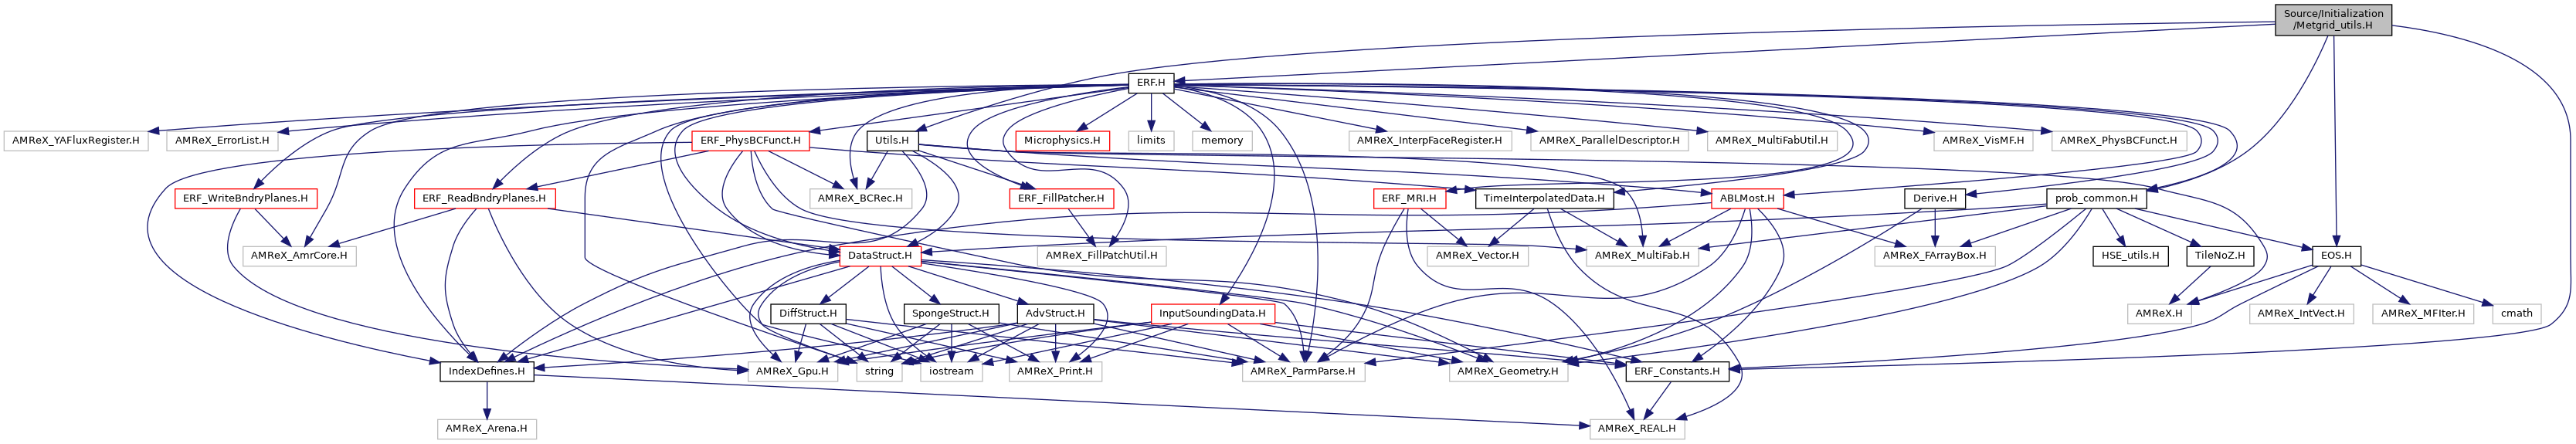 Source/Initialization
/Metgrid_utils.H
ERF.H
AMReX_YAFluxRegister.H
AMReX_ErrorList.H
ERF_PhysBCFunct.H
Utils.H
Microphysics.H
limits
memory
AMReX_InterpFaceRegister.H
AMReX_ParallelDescriptor.H
AMReX_MultiFabUtil.H
AMReX_VisMF.H
AMReX_PhysBCFunct.H
ERF_WriteBndryPlanes.H
ERF_ReadBndryPlanes.H
AMReX_BCRec.H
ERF_FillPatcher.H
ERF_MRI.H
TimeInterpolatedData.H
ABLMost.H
Derive.H
prob_common.H
AMReX_AmrCore.H
DataStruct.H
AMReX_FillPatchUtil.H
AMReX_Vector.H
AMReX_MultiFab.H
AMReX_FArrayBox.H
HSE_utils.H
TileNoZ.H
EOS.H
DiffStruct.H
SpongeStruct.H
AdvStruct.H
InputSoundingData.H
AMReX.H
AMReX_IntVect.H
AMReX_MFIter.H
cmath
IndexDefines.H
AMReX_Gpu.H
string
iostream
AMReX_Print.H
AMReX_ParmParse.H
AMReX_Geometry.H
ERF_Constants.H
AMReX_Arena.H
AMReX_REAL.H